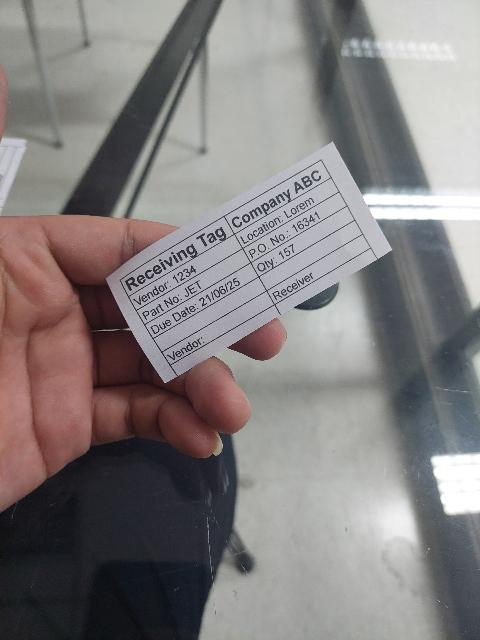 Receiving Tag Company ABC
Vendor: 1234 Location: Lorem
Part No: JET P.O. No.: 16341
Due Date: 21/06/25 Qty: 157
Vendor: Receiver